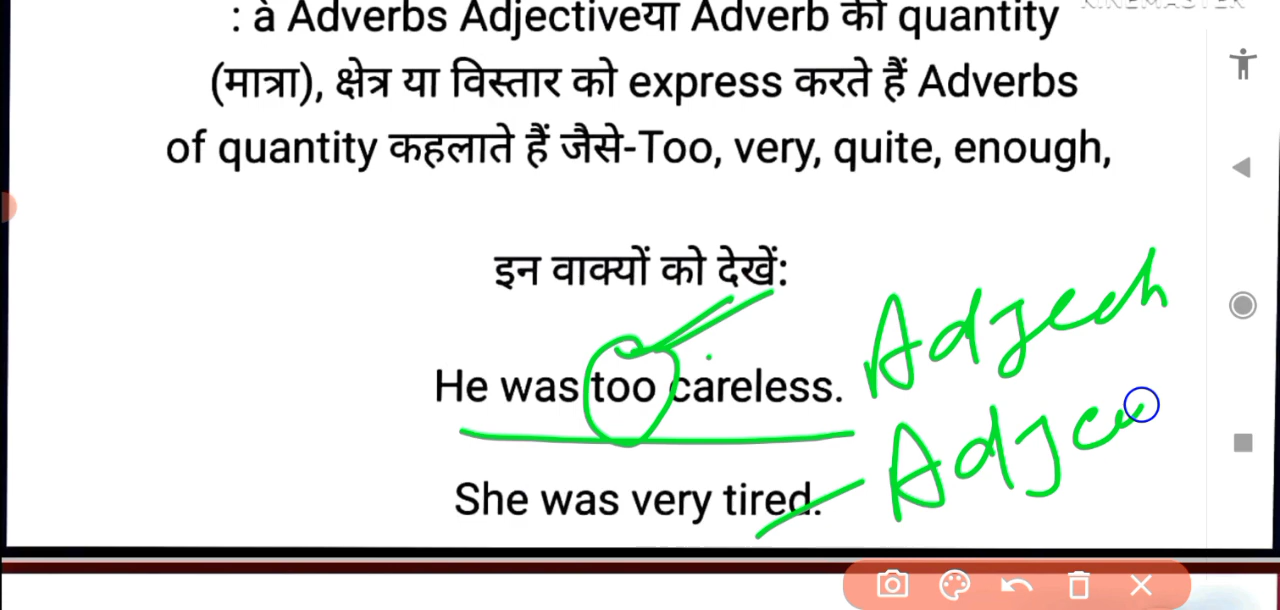 : à Adverbs Adjectiveया Adverb की quantity
(मात्रा), क्षेत्र या विस्तार को express करते हैं Adverbs
of quantity कहलाते हैं जैसे-Too, very, quite, enough,
इन वाक्यों को देखें:
He was too careless.
She was very tired.